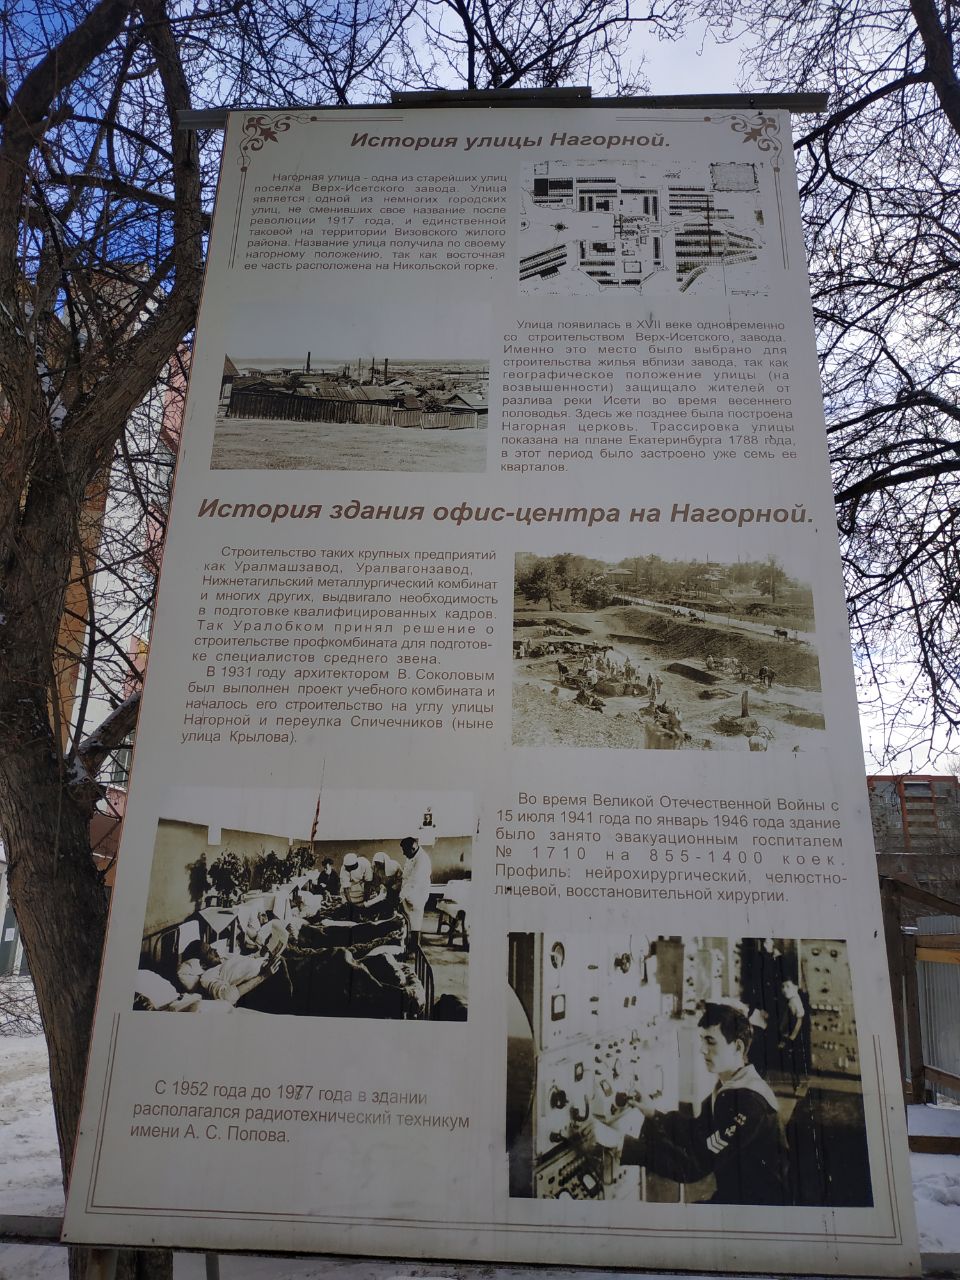 История улицы Нагорной.
Нагорная улица - одна из старейших улиц
поселка Верх-Исетского завода. Улица
является одной из немногих городских
улиц, не сменивших свое название после
революции 1917 года, и единственной
таковой на территории Визовского жилого
района. Название улица получила по своему
нагорному положению, так как восточная
ее часть расположена на Никольской горке.
Улица появилась в XVII веке одновременно
со строительством Верх-Исетского, завода.
Именно это место было выбрано для
строительства жилья вблизи завода, так как
географическое положение улицы (на
возвышенности) защищало жителей от
разлива реки Исети во время весеннего
половодья. Здесь же позднее была построена
Нагорная церковь. Трассировка улицы
показана на плане Екатеринбурга 1788 года,
в этот период было застроено уже семь ее
кварталов.
История здания офис-центра на Нагорной.
Строительство таких крупных предприятий
как Уралмашзавод, Уралвагонзавод,
Нижнетагильский металлургический комбинат
и многих других, выдвигало необходимость
в подготовке квалифицированных кадров.
Так Уралобком принял решение о
строительстве профкомбината для подготов-
ке специалистов среднего звена.
В 1931 году архитектором В. Соколовым
был выполнен проект учебного комбината и
началось его строительство на углу улицы
Нагорной и переулка Спичечников (ныне
улица Крылова).
Во время Великой Отечественной Войны с
15 июля 1941 года по январь 1946 года здание
было занято эвакуационным госпиталем
№ 1710 на 855-1400 коек.
Профиль: нейрохирургический, челюстно-
лицевой, восстановительной хирургии.
С 1952 года до 1977 года в здании
располагался радиотехнический техникум
имени А. С. Попова.